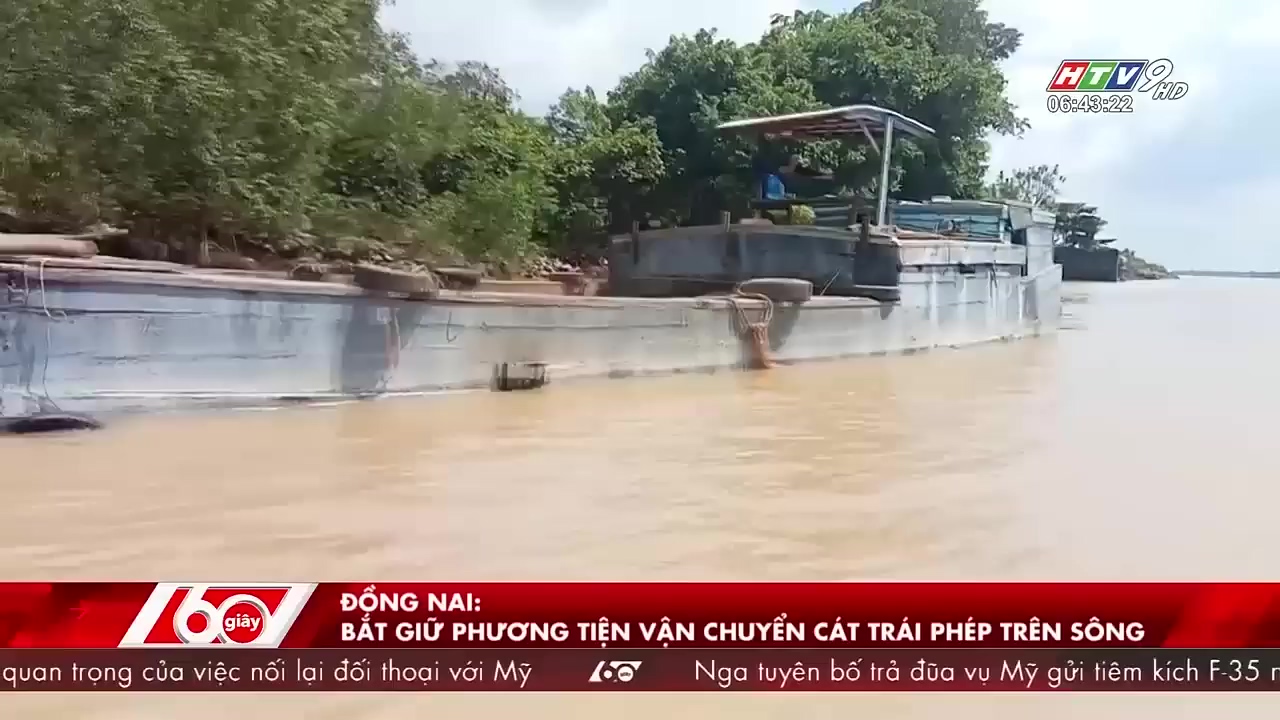 HTV9 HD
06:43:22
60 giây
ĐỒNG NAI:
BẮT GIỮ PHƯƠNG TIỆN VẬN CHUYỂN CÁT TRÁI PHÉP TRÊN SÔNG
quan trọng của việc nối lại đối thoại với Mỹ 60 giây Nga tuyên bố trả đũa vụ Mỹ gửi tiêm kích F-35